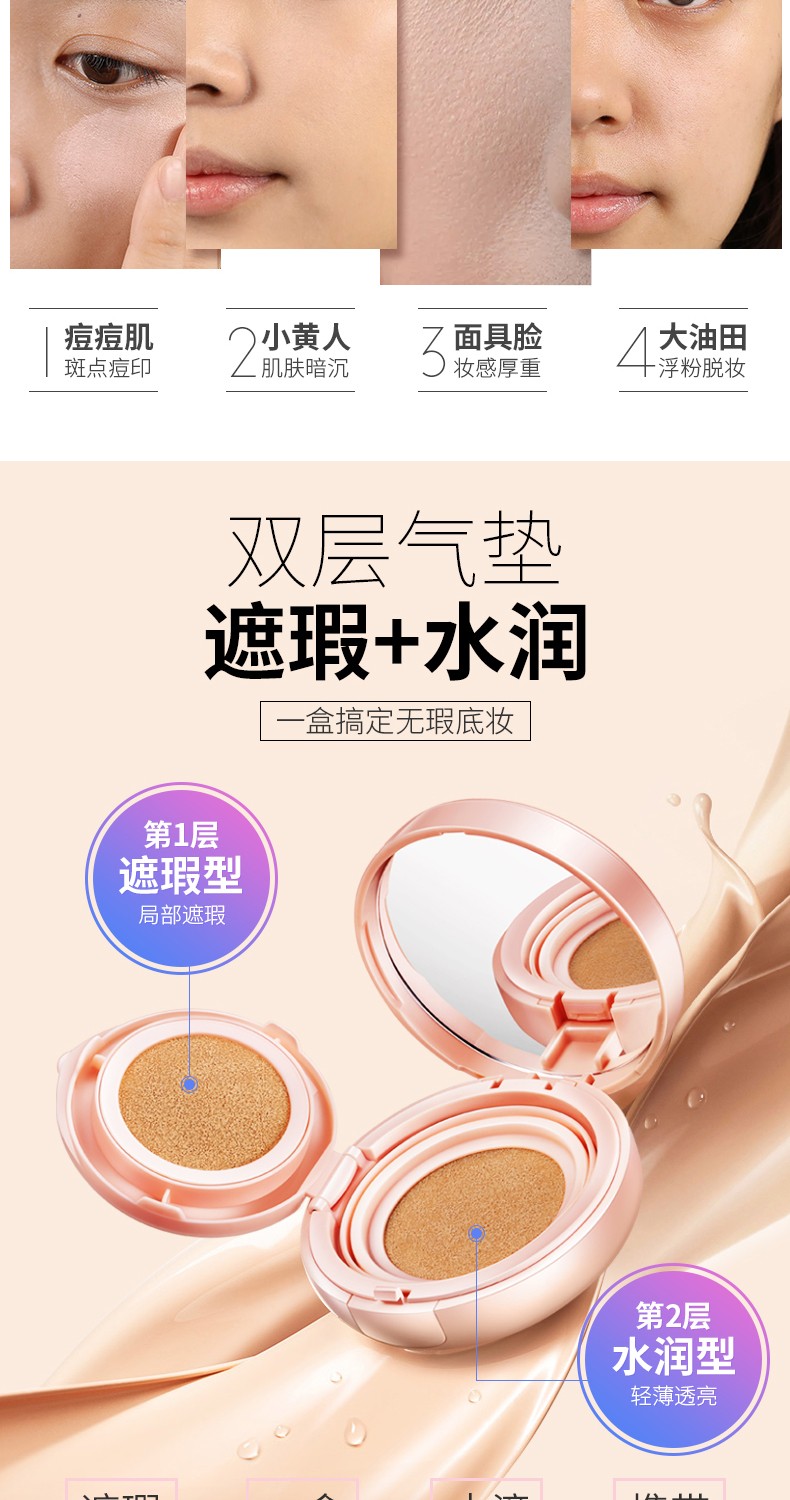 1 痘痘肌
斑点痘印
2 小黄人
肌肤暗沉
3 面具脸
妆感厚重
4 大油田
浮粉脱妆
双层气垫
遮瑕+水润
一盒搞定无瑕底妆
第1层
遮瑕型
局部遮瑕
第2层
水润型
轻薄透亮